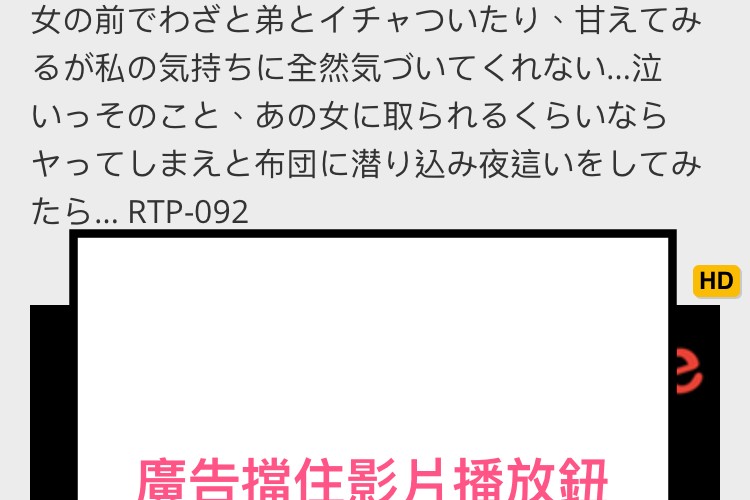 女の前でわざと弟とイチャついたり、甘えてみ
るが私の気持ちに全然気づいてくれない...泣
いっそのこと、あの女に取られるくらいなら
ヤってしまえと布団に潜り込み夜這いをしてみ
たら... RTP-092
HD
e
廣告擋住影片播放鈕